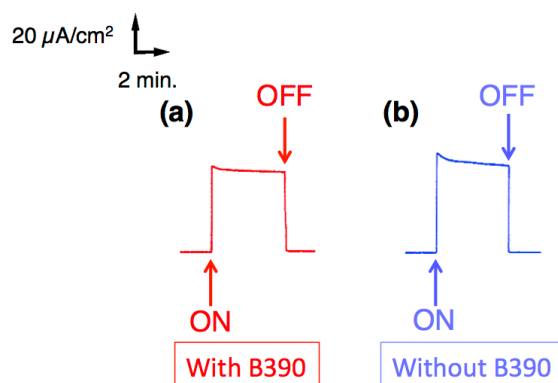 20 µA/cm²
2 min.
(a)
OFF
ON
With B390
(b)
OFF
ON
Without B390